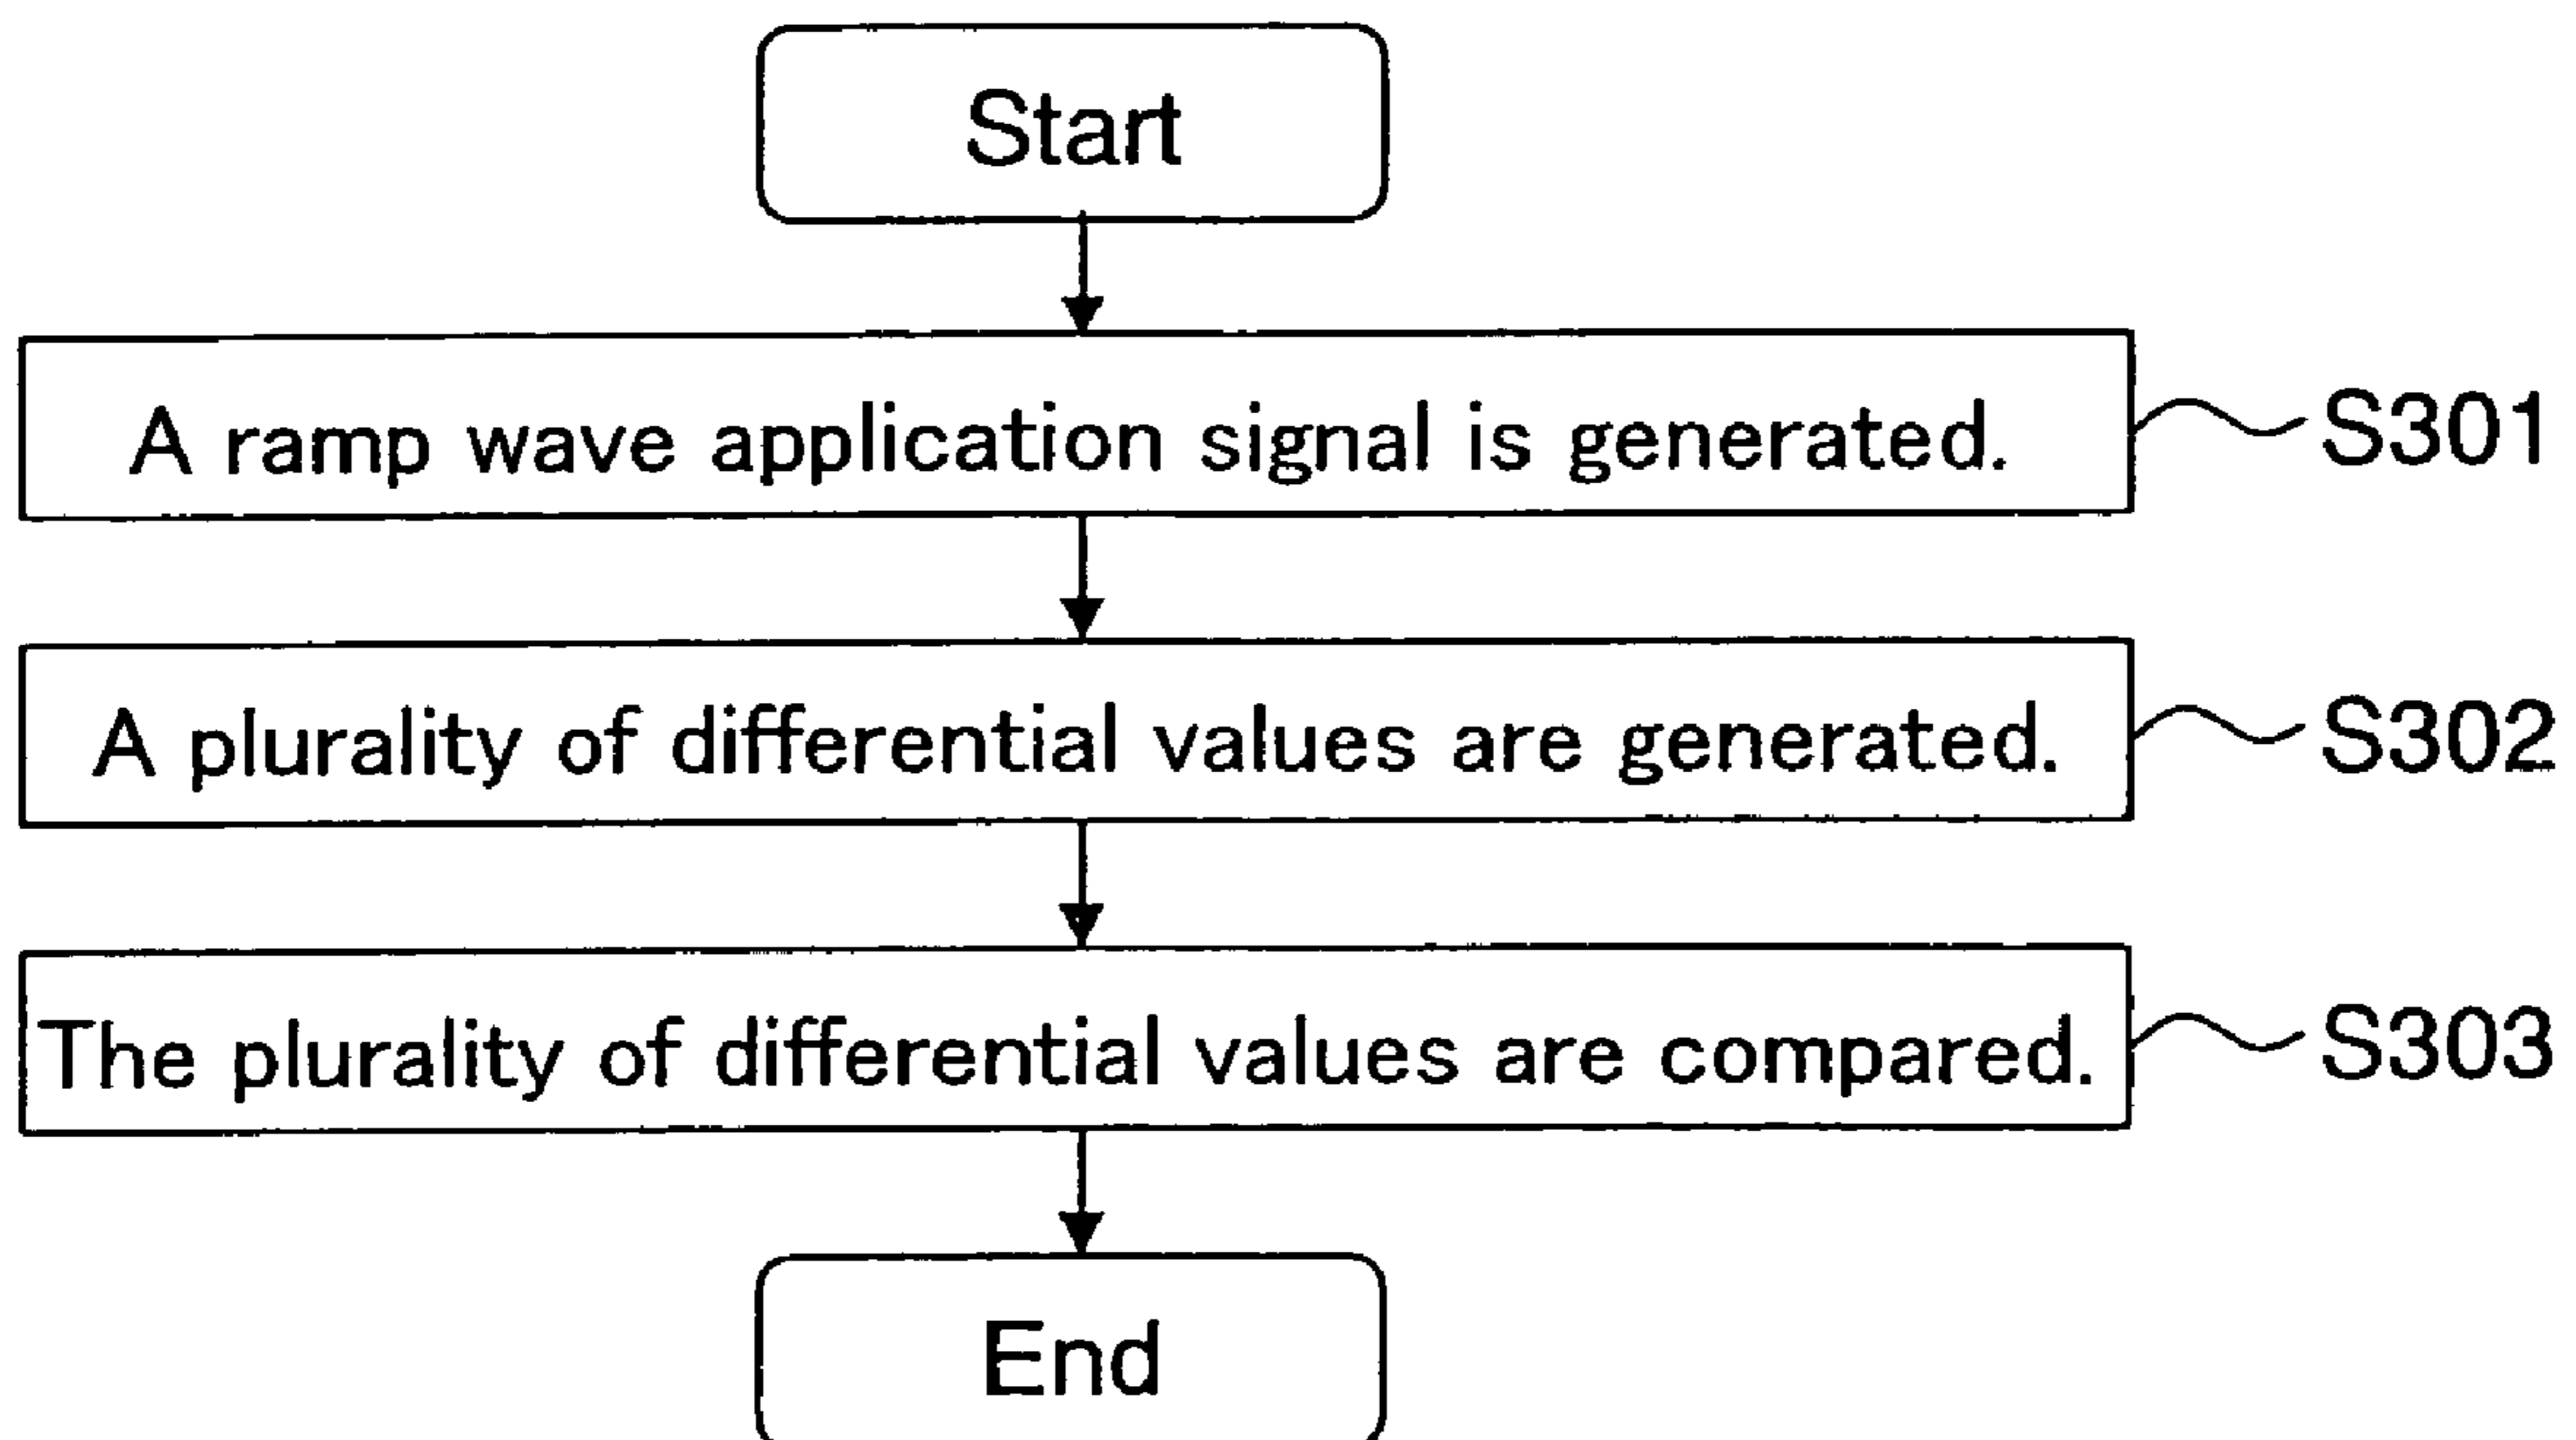 Start
A ramp wave application signal is generated. S301
A plurality of differential values are generated. S302
The plurality of differential values are compared. S303
End